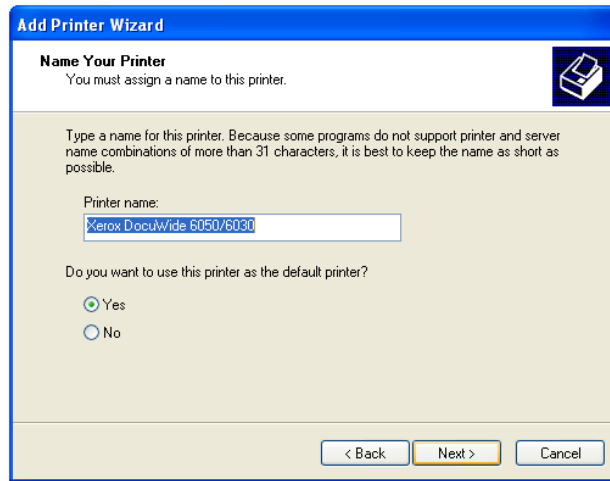 Add Printer Wizard
Name Your Printer
You must assign a name to this printer.
Type a name for this printer. Because some programs do not support printer and server
name combinations of more than 31 characters, it is best to keep the name as short as
possible.
Printer name:
Xerox DocuWide 6050/6030
Do you want to use this printer as the default printer?
Yes
No
< Back
Next >
Cancel